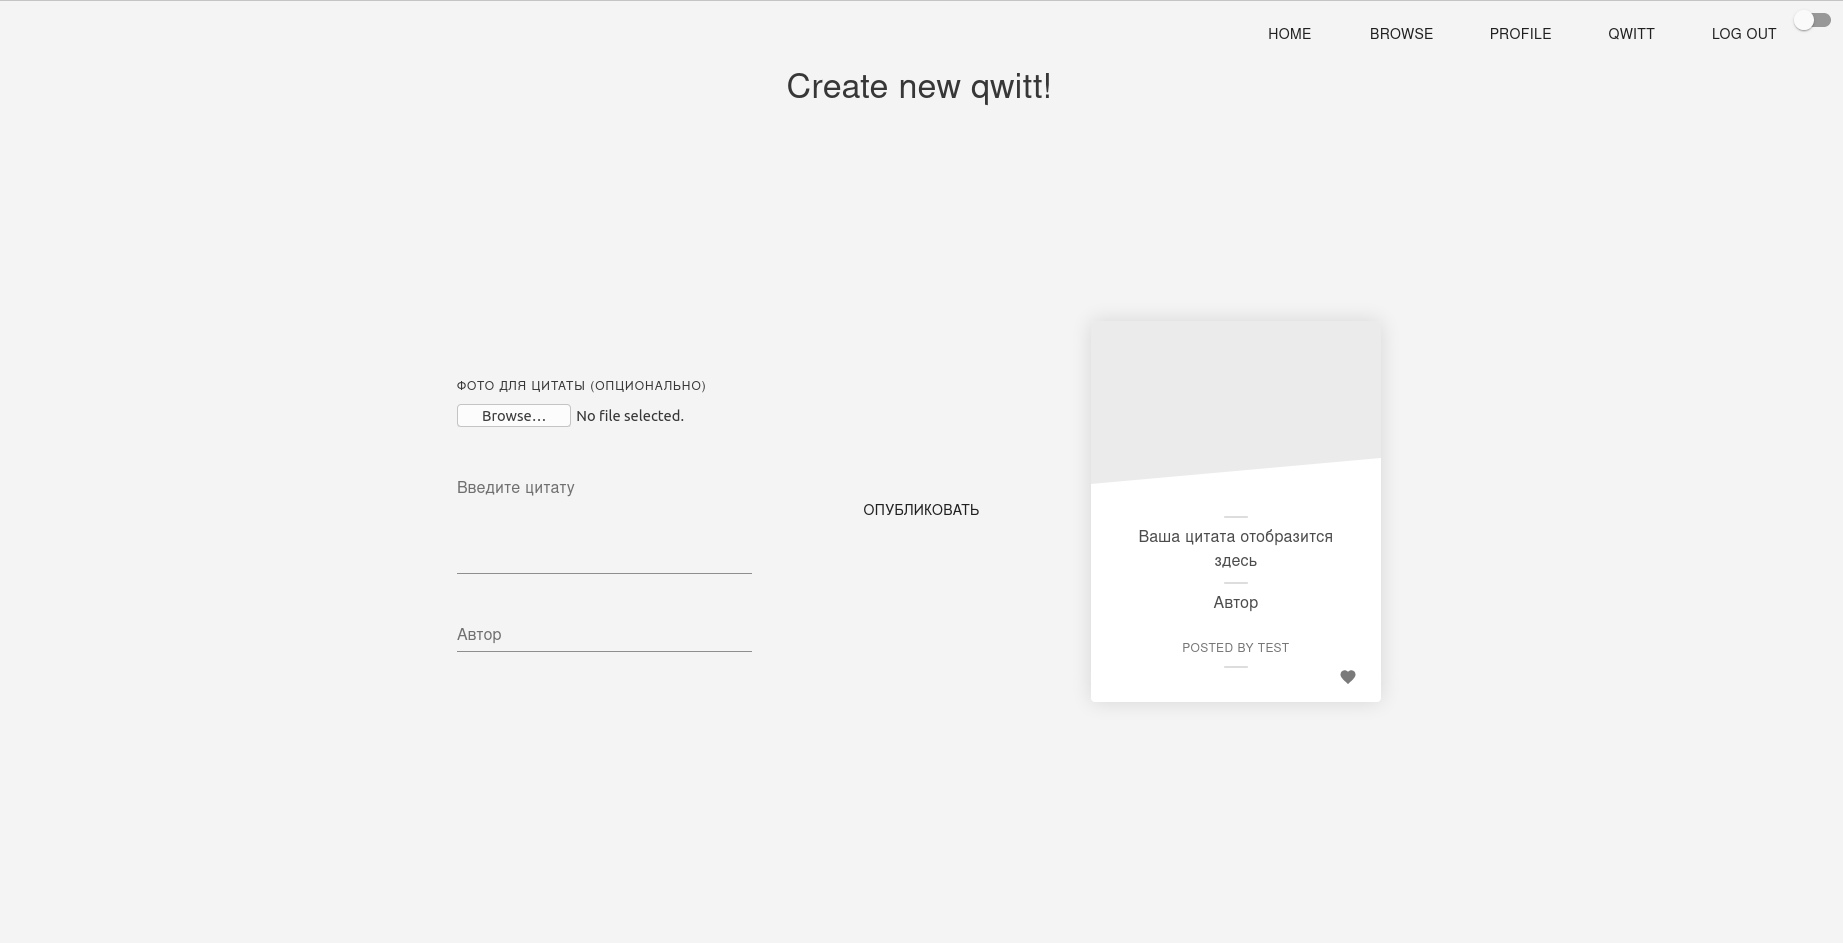 HOME BROWSE PROFILE QWITT LOG OUT
Create new qwitt!
ФОТО ДЛЯ ЦИТАТЫ (ОПЦИОНАЛЬНО)
Browse... No file selected.
Введите цитату
Автор
ОПУБЛИКОВАТЬ
Ваша цитата отобразится
здесь
Автор
POSTED BY TEST